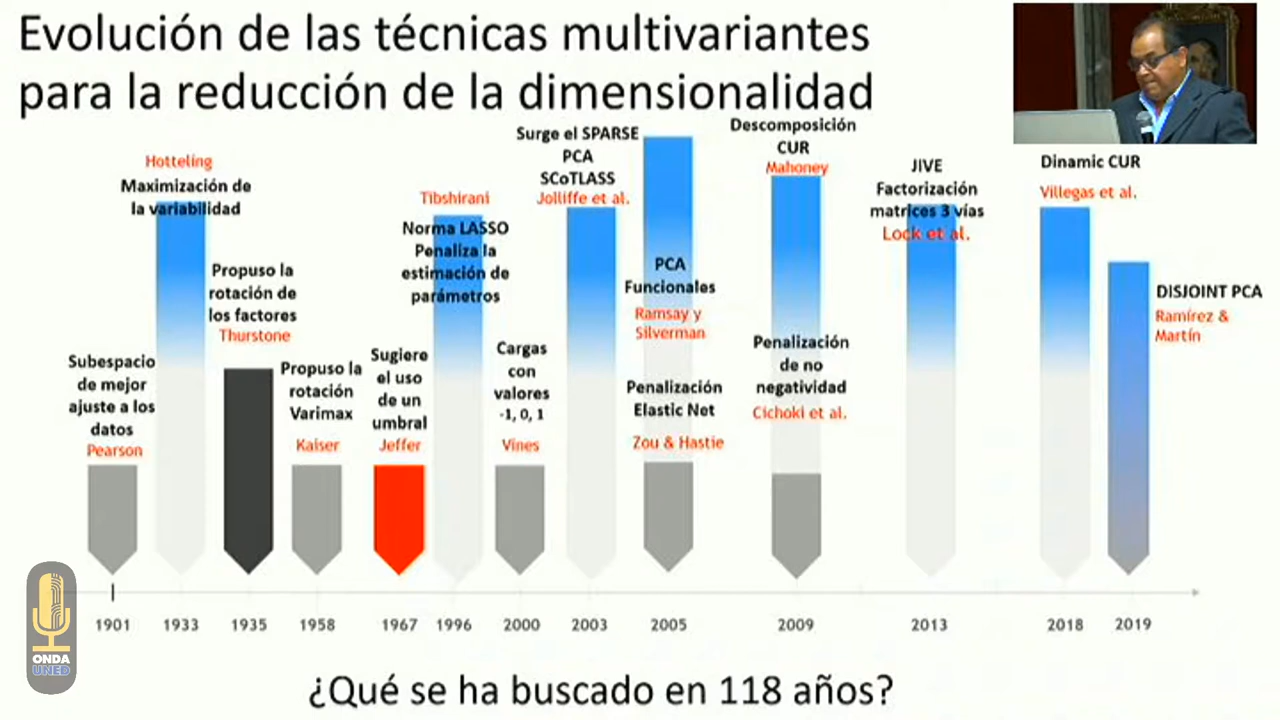 Evolución de las técnicas multivariantes
para la reducción de la dimensionalidad
Hotteling
Maximización de
la variabilidad
Propuso la
rotación de
los factores
Thurstone
Subespacio
de mejor
ajuste a los
datos
Pearson
Propuso la
rotación
Varimax
Kaiser
Sugiere
el uso
de un
umbral
Jeffer
Tibshirani
Norma LASSO
Penaliza la
estimación de
parámetros
Cargas
con
valores
-1, 0, 1
Vines
Surge el SPARSE
PCA
SCoTLASS
Jolliffe et al.
PCA
Funcionales
Ramsay y
Silverman
Penalización
Elastic Net
Zou & Hastie
Descomposición
CUR
Mahoney
Penalización
de no
negatividad
Cichoki et al.
JIVE
Factorización
matrices 3 vías
Lock et al.
Dinamic CUR
Villegas et al.
DISJOINT PCA
Ramírez &
Martín
1901 1933 1935 1958 1967 1996 2000 2003 2005 2009 2013 2018 2019
ONDA
UNED
¿Qué se ha buscado en 118 años?